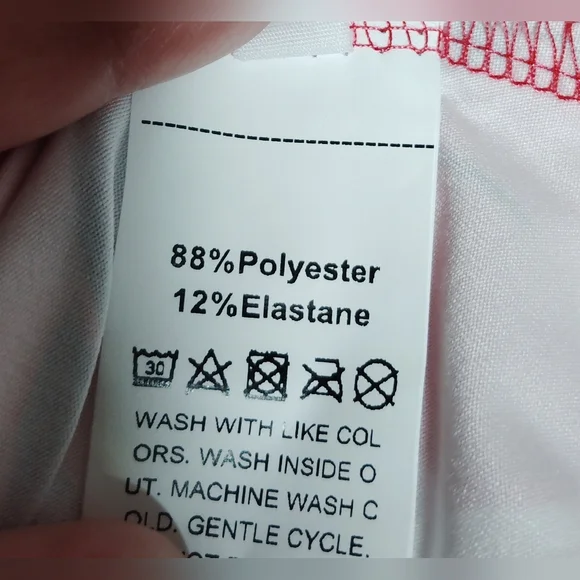 88%Polyester
12%Elastane
30
WASH WITH LIKE COL
ORS. WASH INSIDE O
UT. MACHINE WASH C
OLD. GENTLE CYCLE.